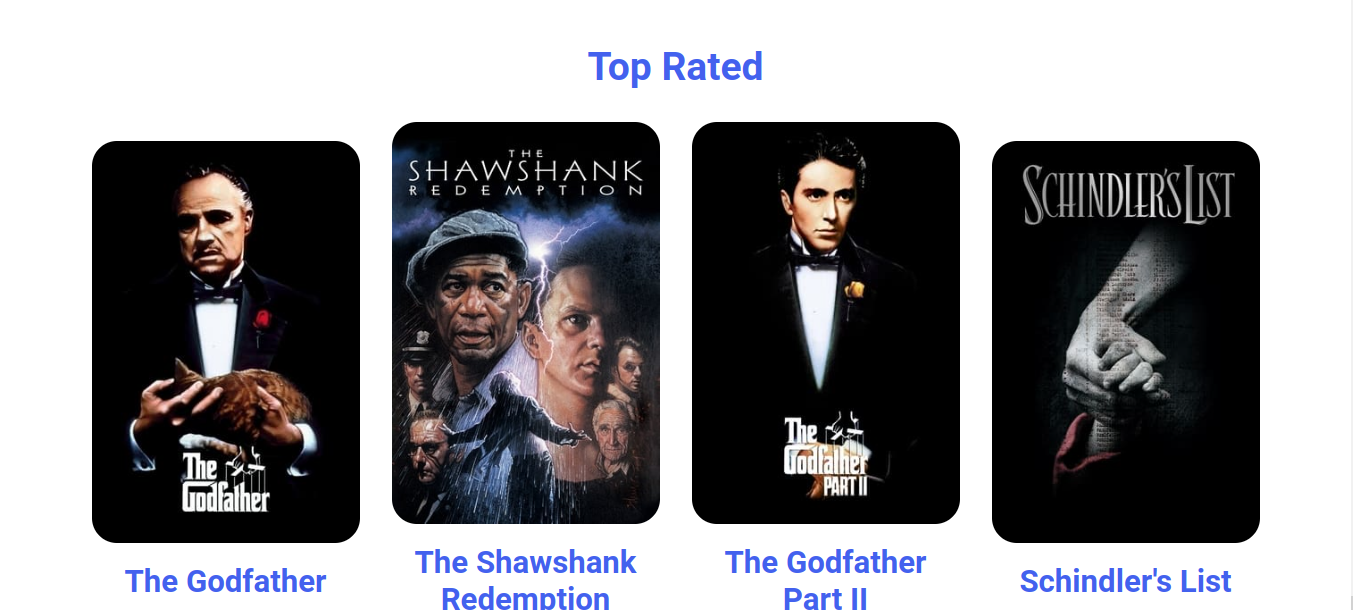 Top Rated
The
Godfather
THE
SHAWSHANK
REDEMPTION
The
Godfather
PART II
SCHINDLER'S LIST
The Godfather
The Shawshank
Redemption
The Godfather
Part II
Schindler's List